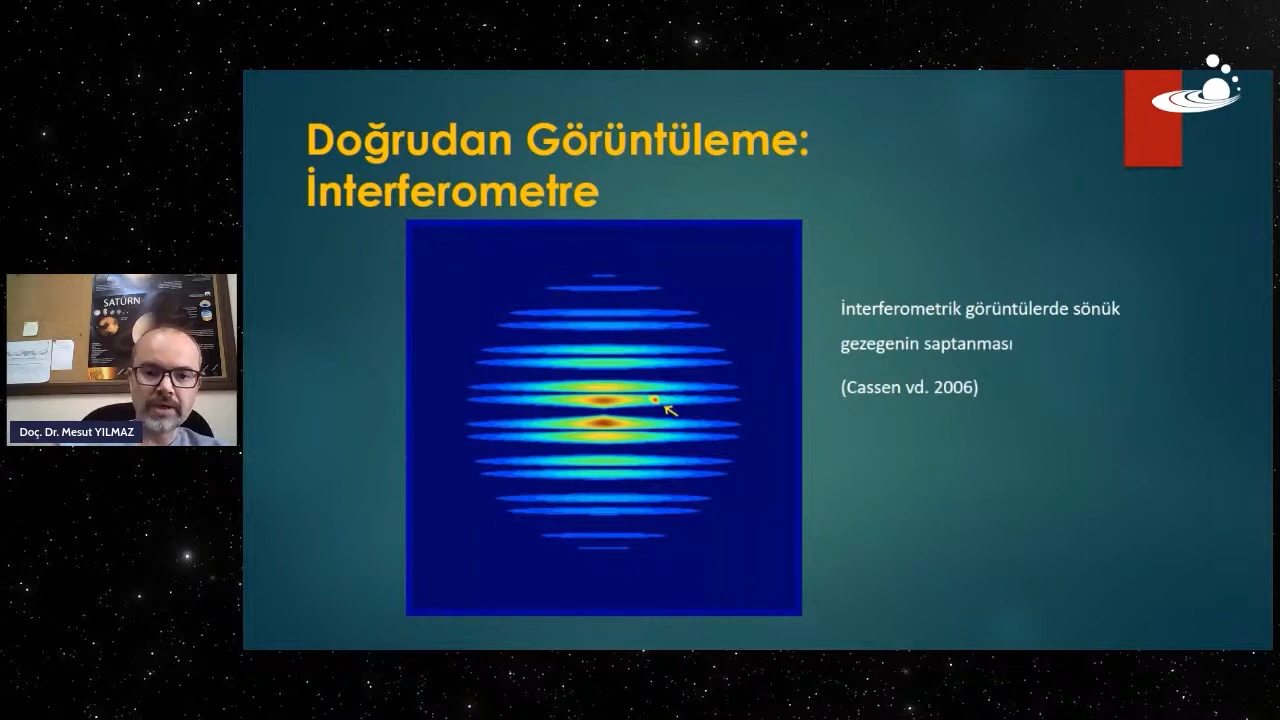 Doğrudan Görüntüleme:
İnterferometre
İnterferometrik görüntülerde sönük
gezegenin saptanması
(Cassen vd. 2006)
SATÜRN
Doç. Dr. Mesut YILMAZ